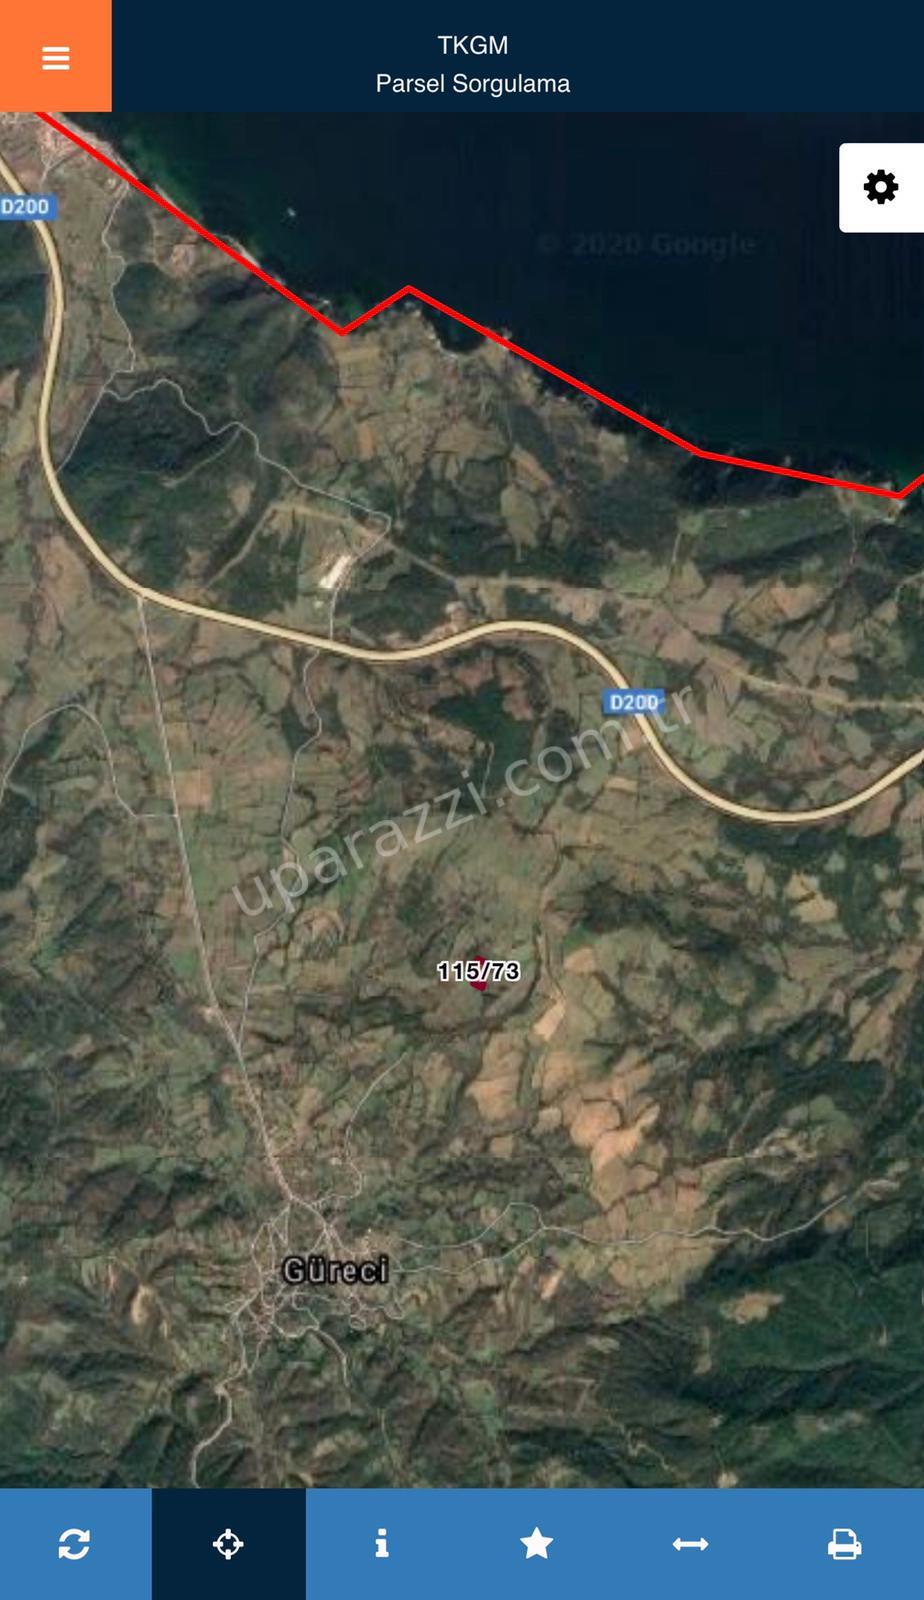 TKGM
Parsel Sorgulama
D200
© 2020 Google
D200
uparazzi.com.tr
115/73
Güreci